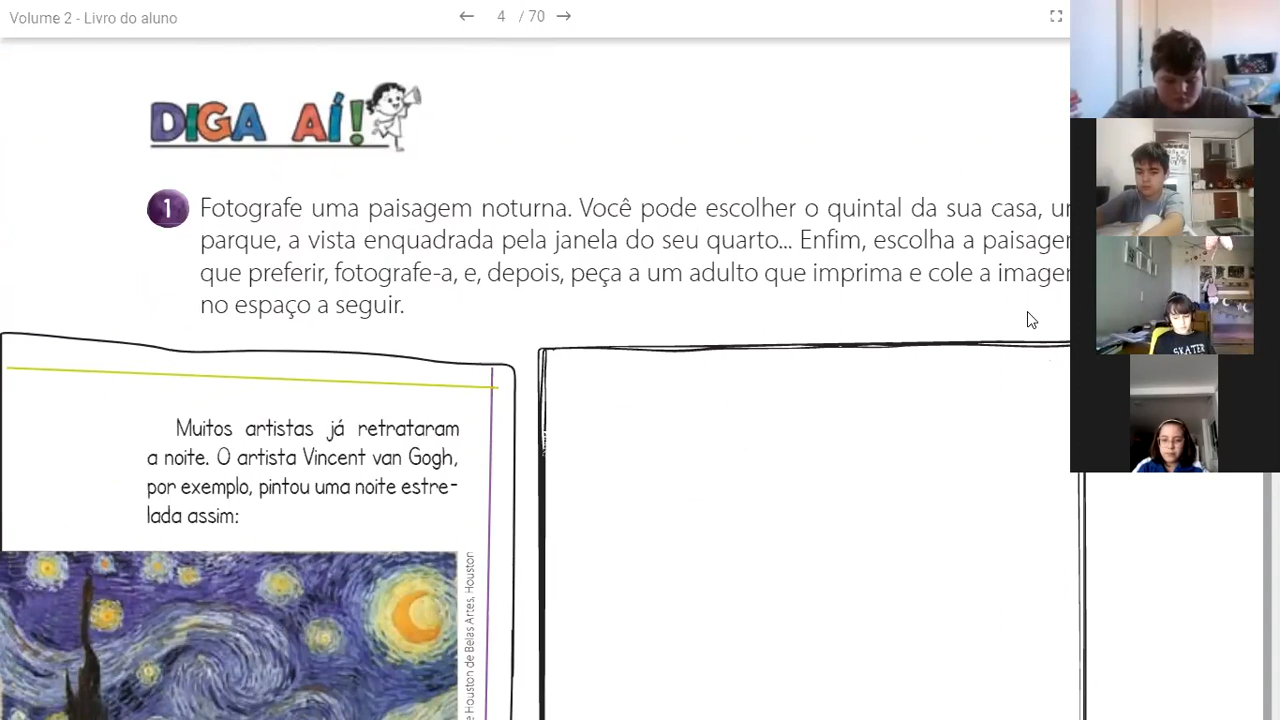 Volume 2 - Livro do aluno
4 / 70
DIGA AÍ!
1 Fotografe uma paisagem noturna. Você pode escolher o quintal da sua casa,
parque, a vista enquadrada pela janela do seu quarto... Enfim, escolha a
que preferir, fotografe-a, e, depois, peça a um adulto que imprima e cole a
no espaço a seguir.
Muitos artistas já retrataram
a noite. O artista Vincent van Gogh,
por exemplo, pintou uma noite estre-
lada assim:
Houston de Belas Artes, Houston
SKATER